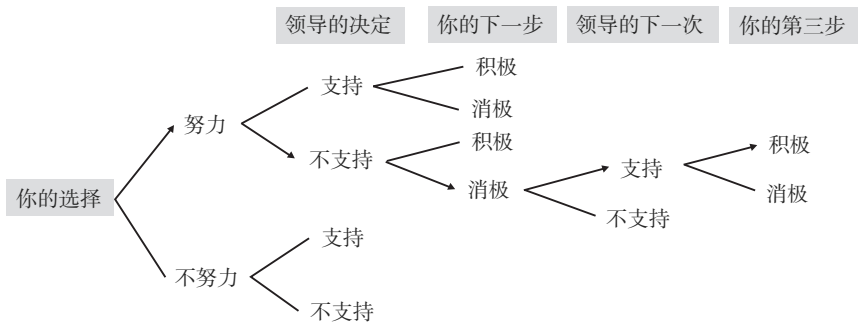 领导的决定
你的下一步
领导的下一次
你的第三步
积极
支持
消极
努力
积极
积极
不支持
支持
消极
消极
你的选择
不支持
支持
不努力
不支持